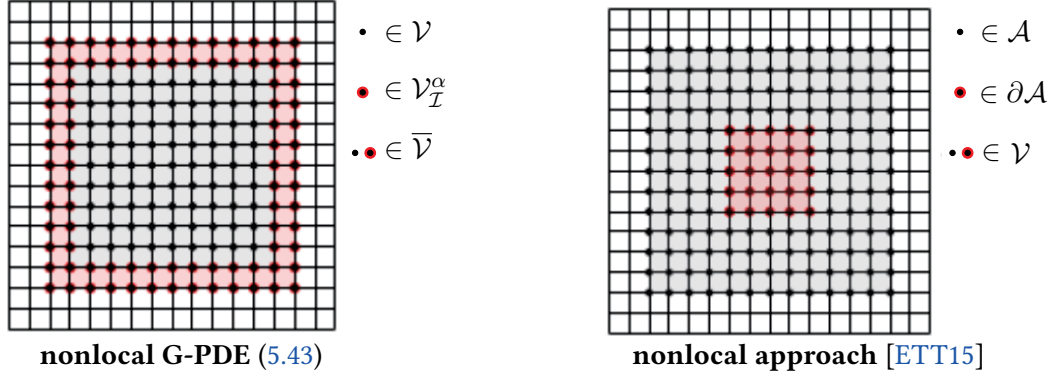 ∈ 𝒱
∈ 𝒱_ℐ^α
∈ 𝒱̅
nonlocal G-PDE (5.43)
∈ 𝒜
∈ ∂𝒜
∈ 𝒱
nonlocal approach [ETT15]